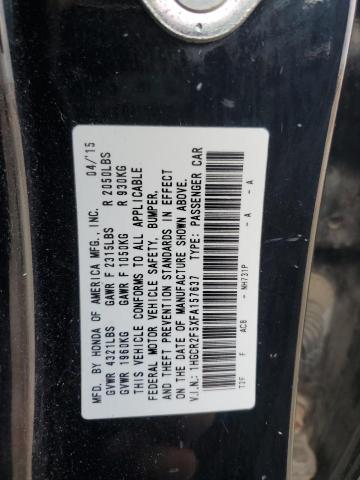 MFD. BY HONDA OF AMERICA MFG., INC. 04/15
GVWR 4321LBS GAWR F 2315LBS R 2050LBS
GVWR 1960KG GAWR F 1050KG R 930KG
THIS VEHICLE CONFORMS TO ALL APPLICABLE
FEDERAL MOTOR VEHICLE SAFETY, BUMPER,
AND THEFT PREVENTION STANDARDS IN EFFECT
ON THE DATE OF MANUFACTURE SHOWN ABOVE.
V.I.N.: 1HGCR2F5XFA157637 TYPE: PASSENGER CAR
T2F F AC8 - NH731P - A - A